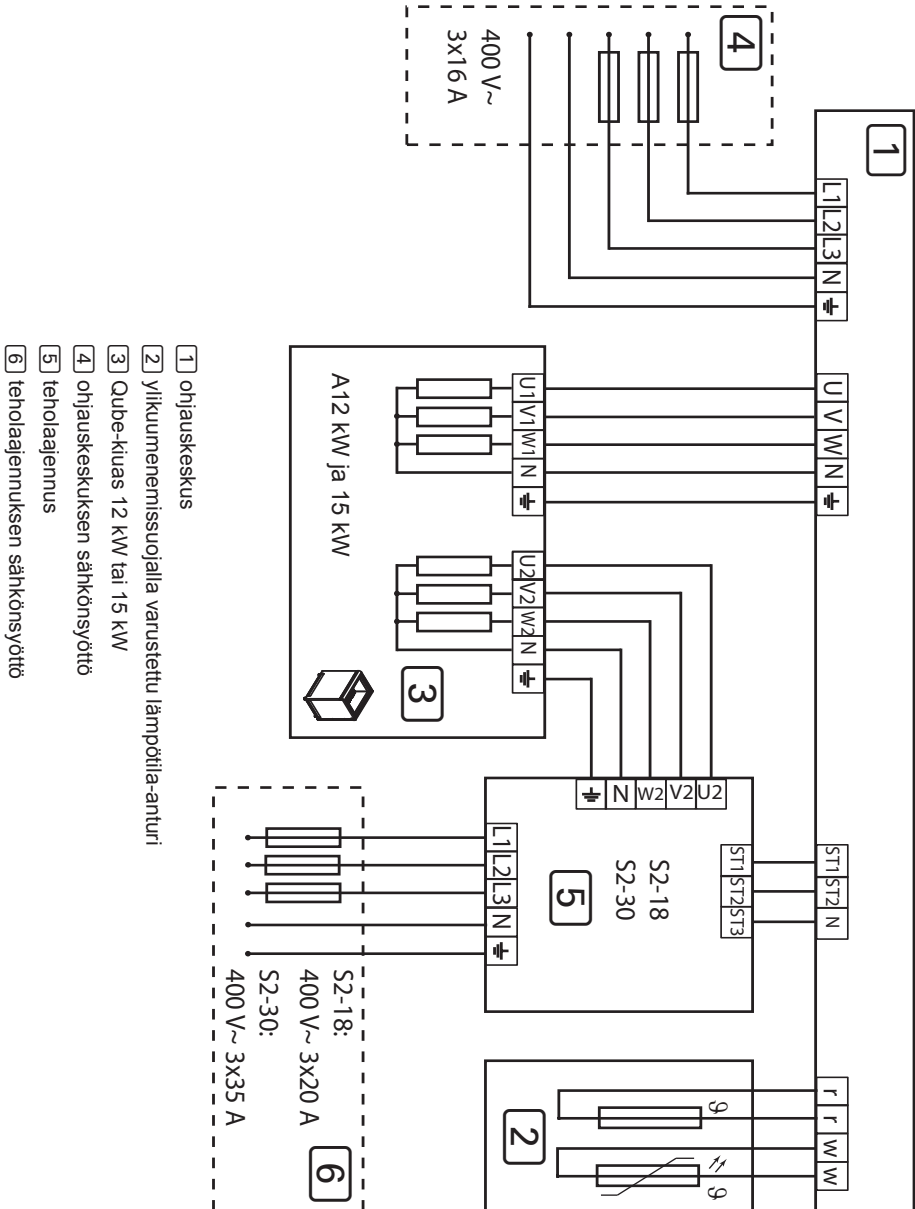 1
L1 L2 L3 N
U V W N
ST1 ST2 N
r r w w
4
400 V~
3x16 A
U1 V1 W1 N
U2 V2 W2 N
A12 kW ja 15 kW
3
ST1 ST2 ST3
S2-18
S2-30
5
N W2 V2 U2
L1 L2 L3 N
ϑ
ϑ
2
S2-18:
400 V~ 3x20 A
S2-30:
400 V~ 3x35 A
6
1 ohjauskeskus
2 ylikuumenemissuojalla varustettu lämpötila-anturi
3 Qube-kiuas 12 kW tai 15 kW
4 ohjauskeskuksen sähkönsyöttö
5 teholaajennus
6 teholaajennuksen sähkönsyöttö